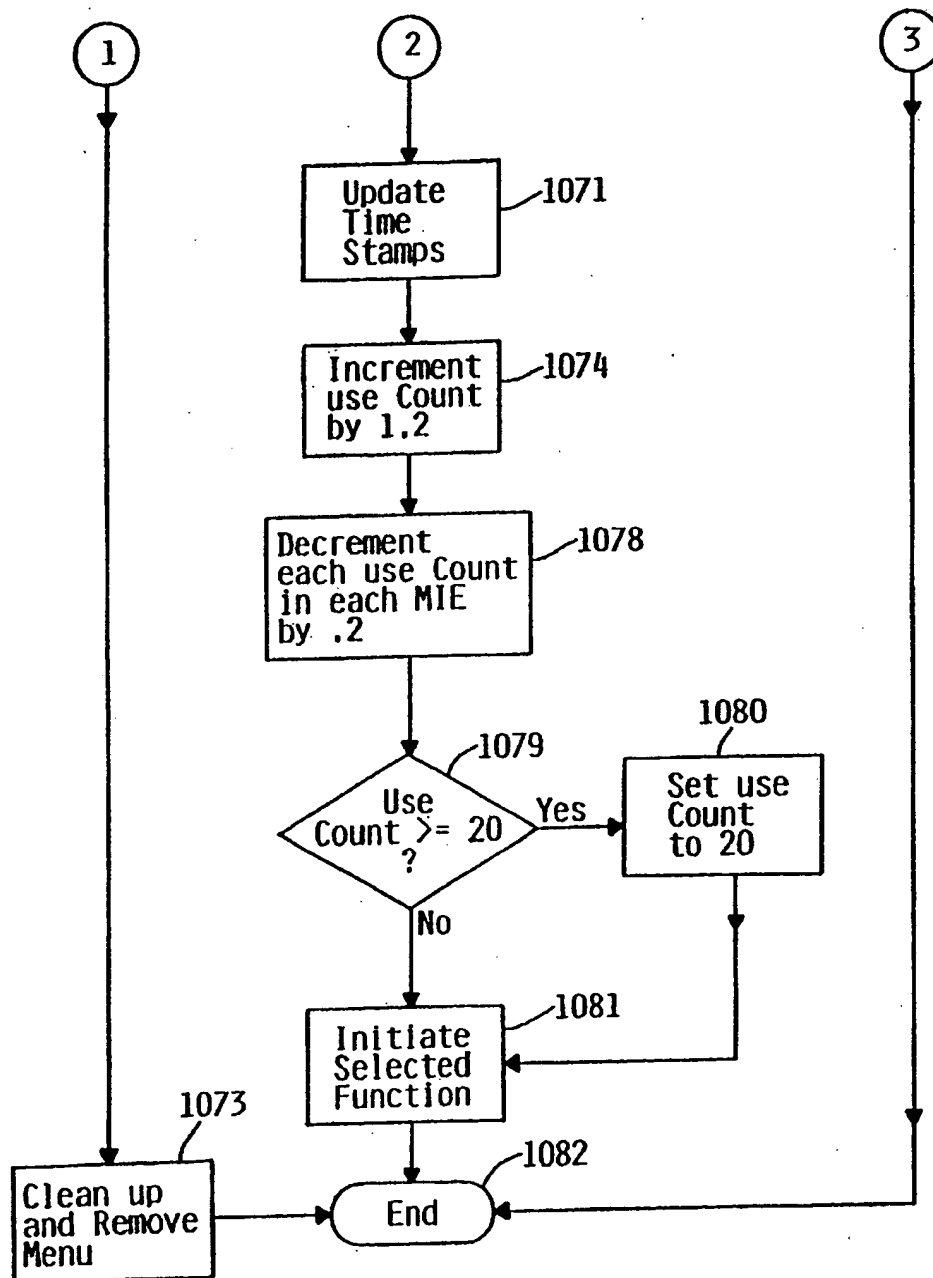 1
2
3
Update
Time
Stamps
1071
Increment
use Count
by 1.2
1074
Decrement
each use Count
in each MIE
by .2
1078
Use
Count >= 20
?
1079
Yes
No
Set use
Count
to 20
1080
Initiate
Selected
Function
1081
Clean up
and Remove
Menu
1073
End
1082